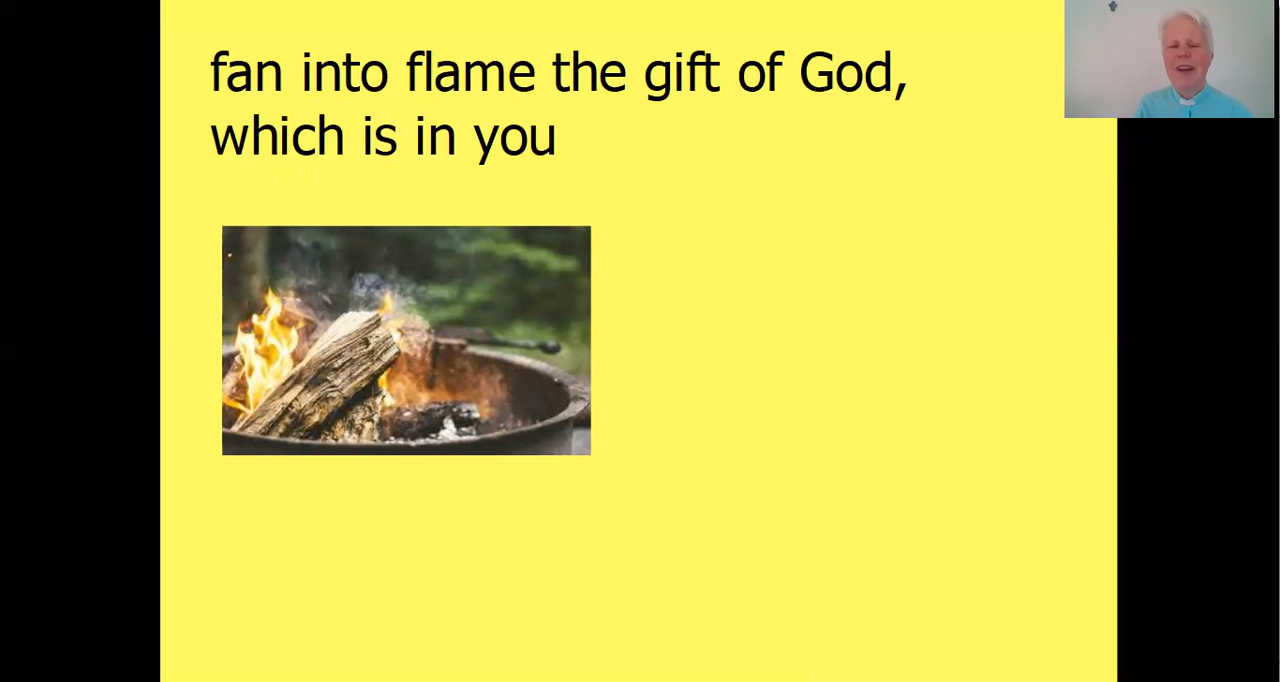 fan into flame the gift of God,
which is in you